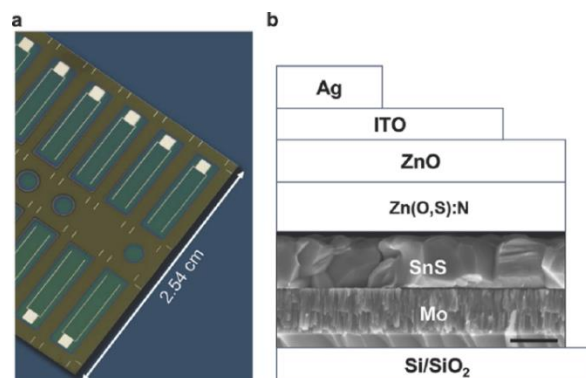 a
2.54 cm
b
Ag
ITO
ZnO
Zn(O,S):N
SnS
Mo
Si/SiO₂